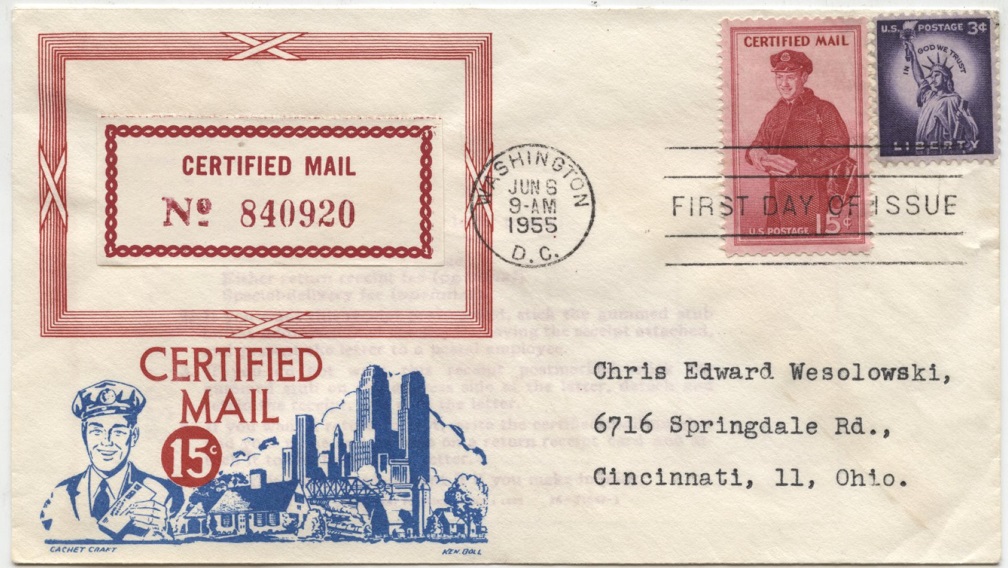 CERTIFIED MAIL
Nº 840920
WASHINGTON
JUN 6
9-AM
1955
D. C.
CERTIFIED MAIL
U.S. POSTAGE 15¢
U.S. POSTAGE 3¢
IN GOD WE TRUST
LIBERTY
FIRST DAY OF ISSUE
CERTIFIED
MAIL
15¢
CACHET CRAFT
KEN BOLL
Chris Edward Wesolowski,
6716 Springdale Rd.,
Cincinnati, 11, Ohio.